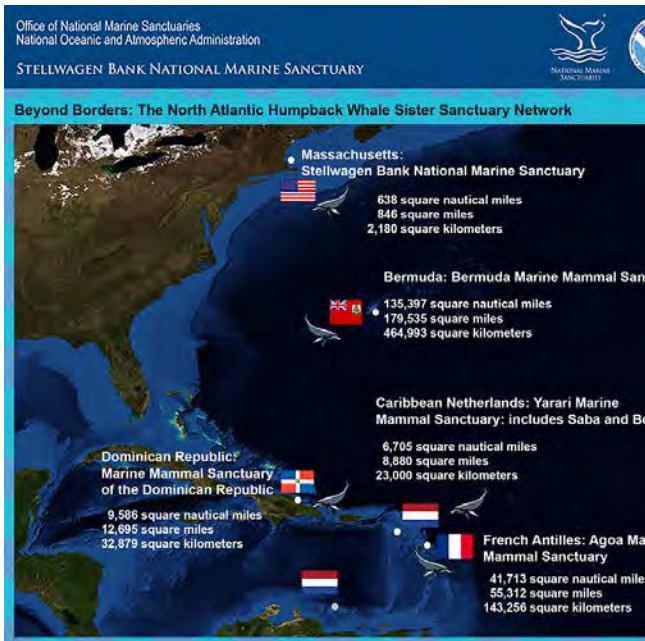 Office of National Marine Sanctuaries
National Oceanic and Atmospheric Administration
STELLWAGEN BANK NATIONAL MARINE SANCTUARY
NATIONAL MARINE
SANCTUARIES
Beyond Borders: The North Atlantic Humpback Whale Sister Sanctuary Network
Massachusetts:
Stellwagen Bank National Marine Sanctuary
638 square nautical miles
846 square miles
2,180 square kilometers
Bermuda: Bermuda Marine Mammal San
135,397 square nautical miles
179,535 square miles
464,993 square kilometers
Caribbean Netherlands: Yarari Marine
Mammal Sanctuary: includes Saba and Bo
6,705 square nautical miles
8,880 square miles
23,000 square kilometers
Dominican Republic:
Marine Mammal Sanctuary
of the Dominican Republic
9,586 square nautical miles
12,695 square miles
32,879 square kilometers
French Antilles: Agoa Ma
Mammal Sanctuary
41,713 square nautical mile
55,312 square miles
143,256 square kilometers